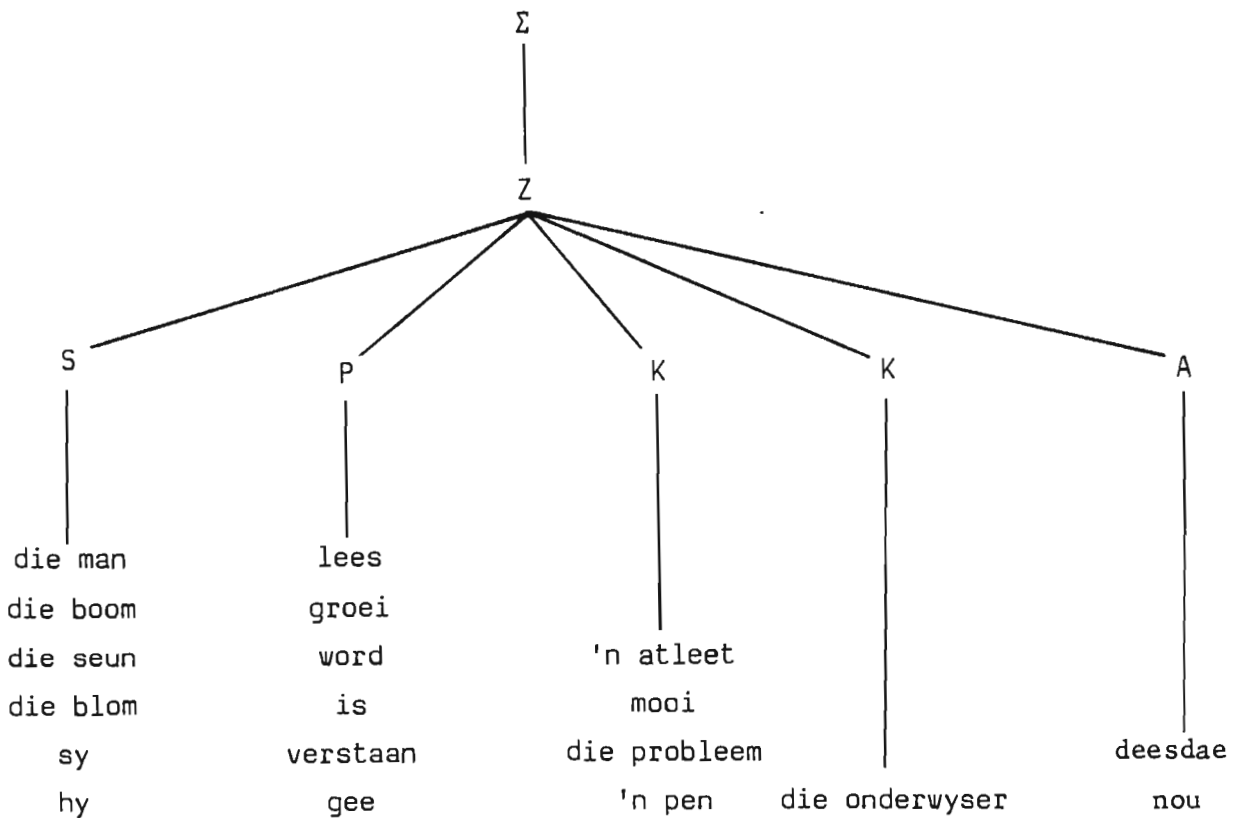 Σ
Z
S P K K A
die man lees
die boom groei
die seun word 'n atleet
die blom is mooi
sy verstaan die probleem deesdae
hy gee 'n pen die onderwyser nou